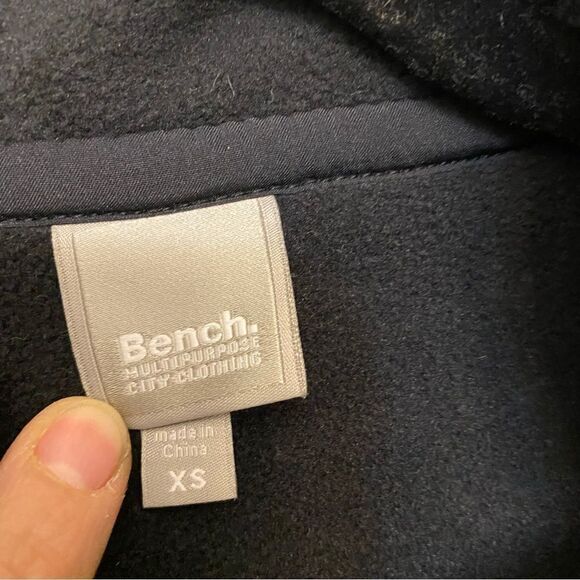 Bench.
MULTIPURPOSE
CITY CLOTHING
made in
China
XS